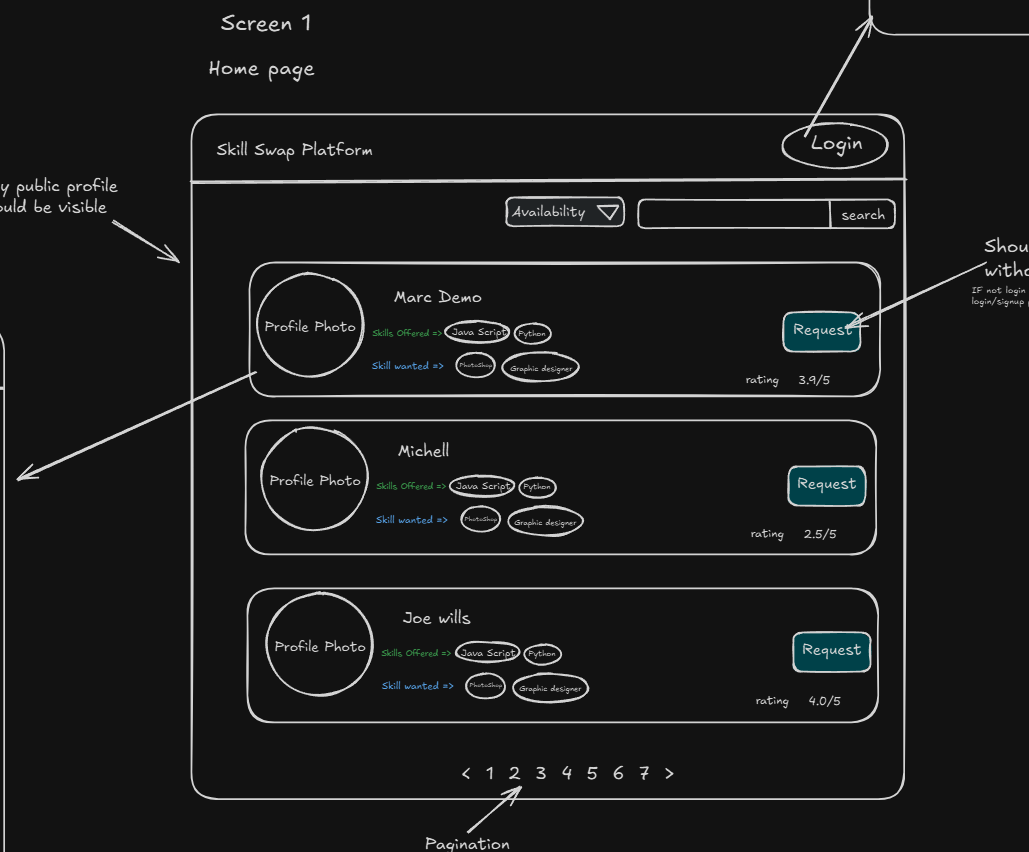 Screen 1
Home page
Skill Swap Platform
Login
y public profile
ould be visible
Availability
search
Shou
witho
IF not login
login/signup
Marc Demo
Profile Photo
Skills Offered => Java Script Python
Request
Skill wanted => PhotoShop Graphic designer
rating 3.9/5
Michell
Profile Photo
Skills Offered => Java Script Python
Request
Skill wanted => PhotoShop Graphic designer
rating 2.5/5
Joe wills
Profile Photo
Skills Offered => Java Script Python
Request
Skill wanted => PhotoShop Graphic designer
rating 4.0/5
< 1 2 3 4 5 6 7 >
Pagination